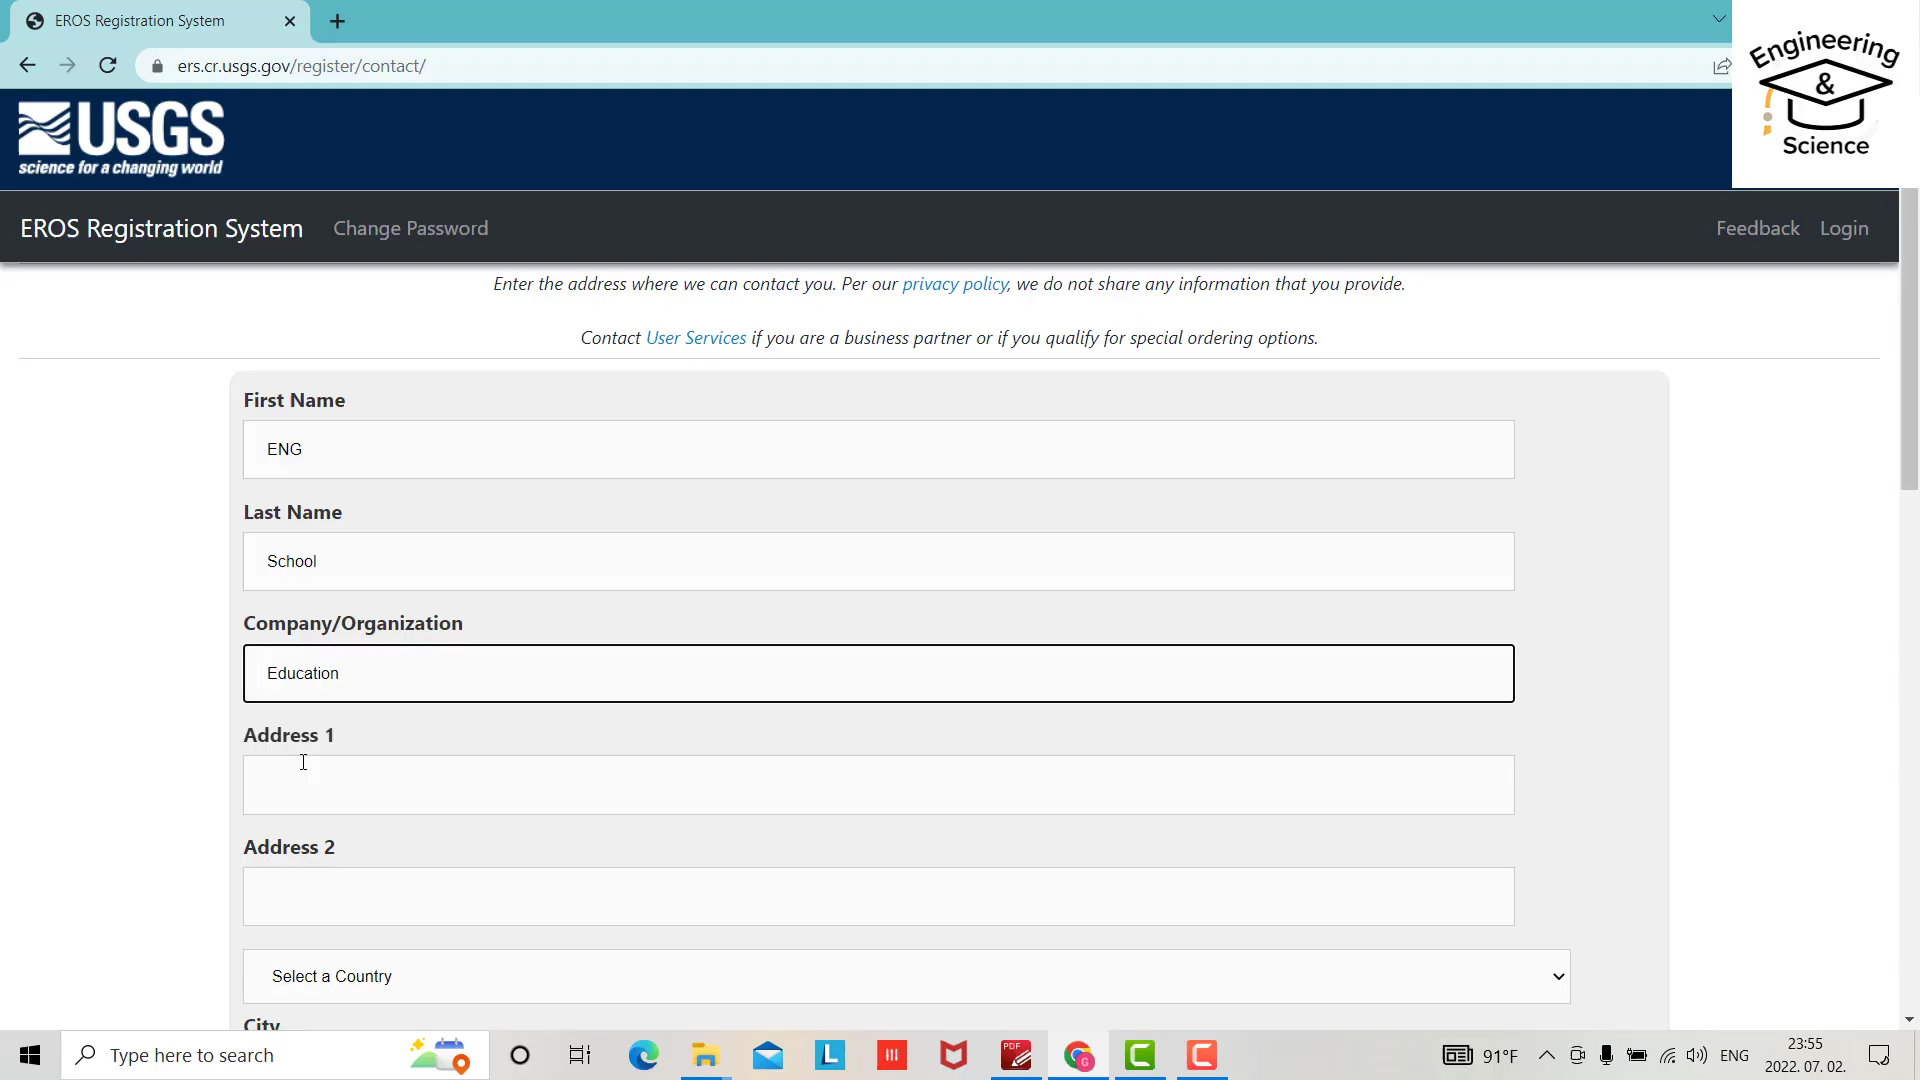 EROS Registration System
ers.cr.usgs.gov/register/contact/
Engineering
&
Science
USGS
science for a changing world
EROS Registration System Change Password Feedback Login
Enter the address where we can contact you. Per our privacy policy, we do not share any information that you provide.
Contact User Services if you are a business partner or if you qualify for special ordering options.
First Name
ENG
Last Name
School
Company/Organization
Education
Address 1
Address 2
Select a Country
City
Type here to search
L
PDF
G
C
C
91°F
ENG
23:55
2022. 07. 02.